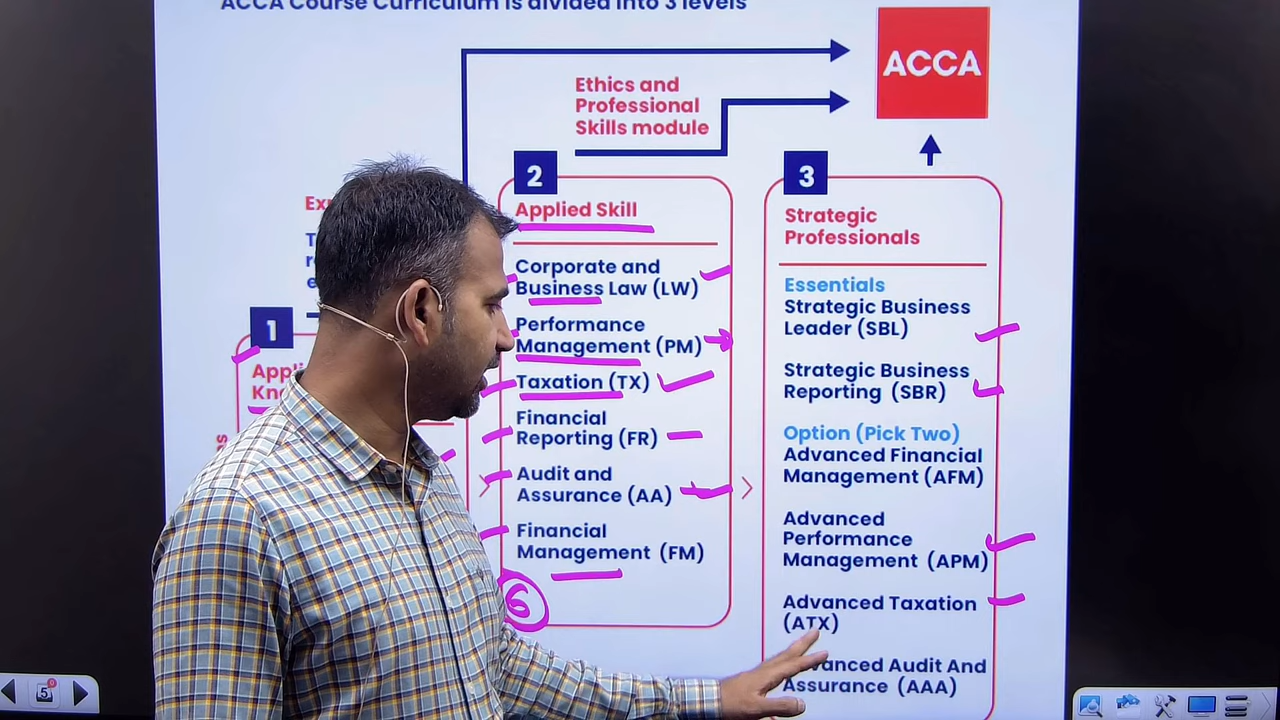 ACCA Course Curriculum is divided into 3 levels
ACCA
Ethics and
Professional
Skills module
1
2
Applied Skill
Corporate and
Business Law (LW)
Performance
Management (PM)
Taxation (TX)
Financial
Reporting (FR)
Audit and
Assurance (AA)
Financial
Management (FM)
6
3
Strategic
Professionals
Essentials
Strategic Business
Leader (SBL)
Strategic Business
Reporting (SBR)
Option (Pick Two)
Advanced Financial
Management (AFM)
Advanced
Performance
Management (APM)
Advanced Taxation
(ATX)
Advanced Audit And
Assurance (AAA)
5